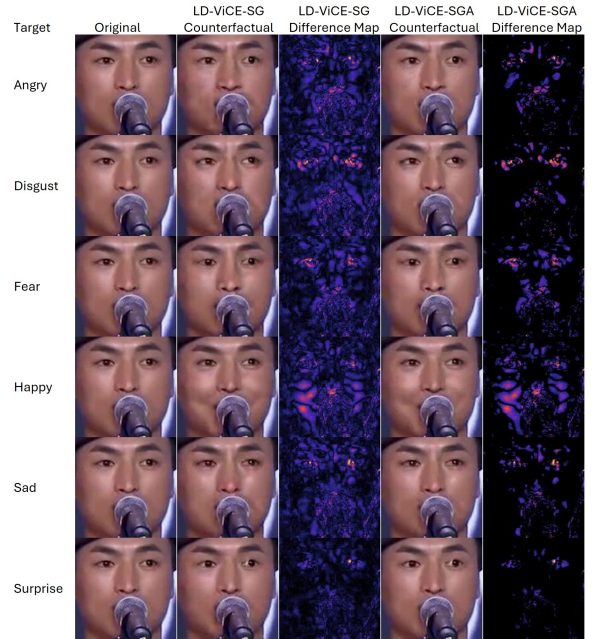 LD-ViCE-SG LD-ViCE-SG LD-ViCE-SGA LD-ViCE-SGA
Target Original Counterfactual Difference Map Counterfactual Difference Map
Angry
Disgust
Fear
Happy
Sad
Surprise